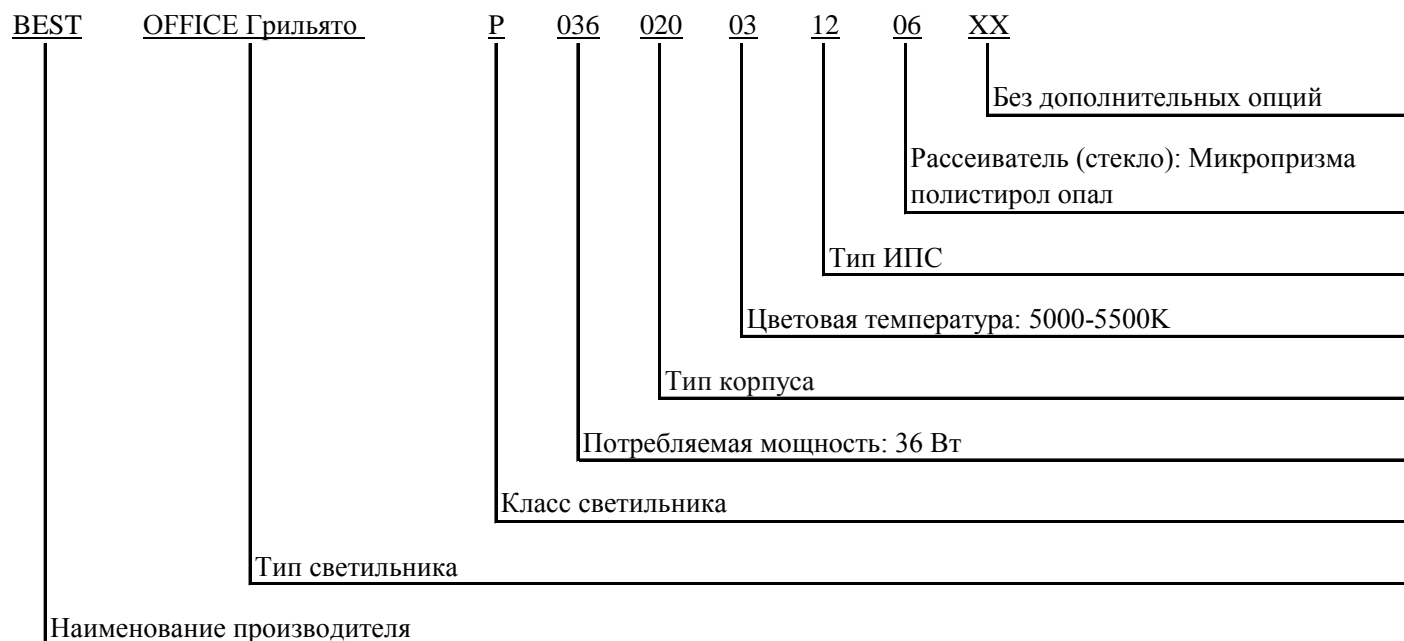 BEST OFFICE Грильято P 036 020 03 12 06 XX
Без дополнительных опций
Рассеиватель (стекло): Микропризма
полистирол опал
Тип ИПС
Цветовая температура: 5000-5500К
Тип корпуса
Потребляемая мощность: 36 Вт
Класс светильника
Тип светильника
Наименование производителя